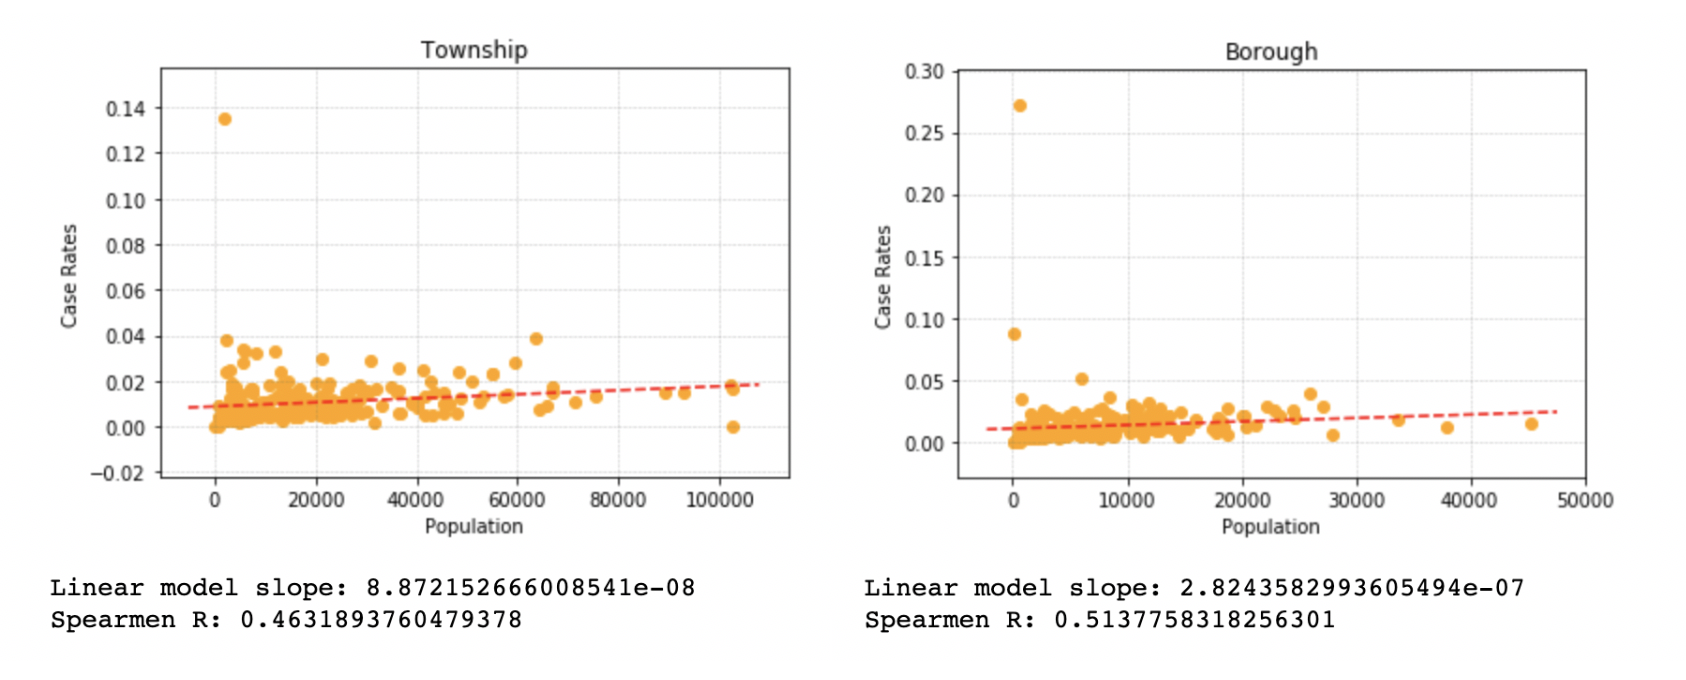 Township
0.14
0.12
0.10
0.08
0.06
0.04
0.02
0.00
−0.02
Case Rates
0 20000 40000 60000 80000 100000
Population
Linear model slope: 8.872152666008541e-08
Spearmen R: 0.4631893760479378
Borough
0.30
0.25
0.20
0.15
0.10
0.05
0.00
Case Rates
0 10000 20000 30000 40000 50000
Population
Linear model slope: 2.8243582993605494e-07
Spearmen R: 0.5137758318256301